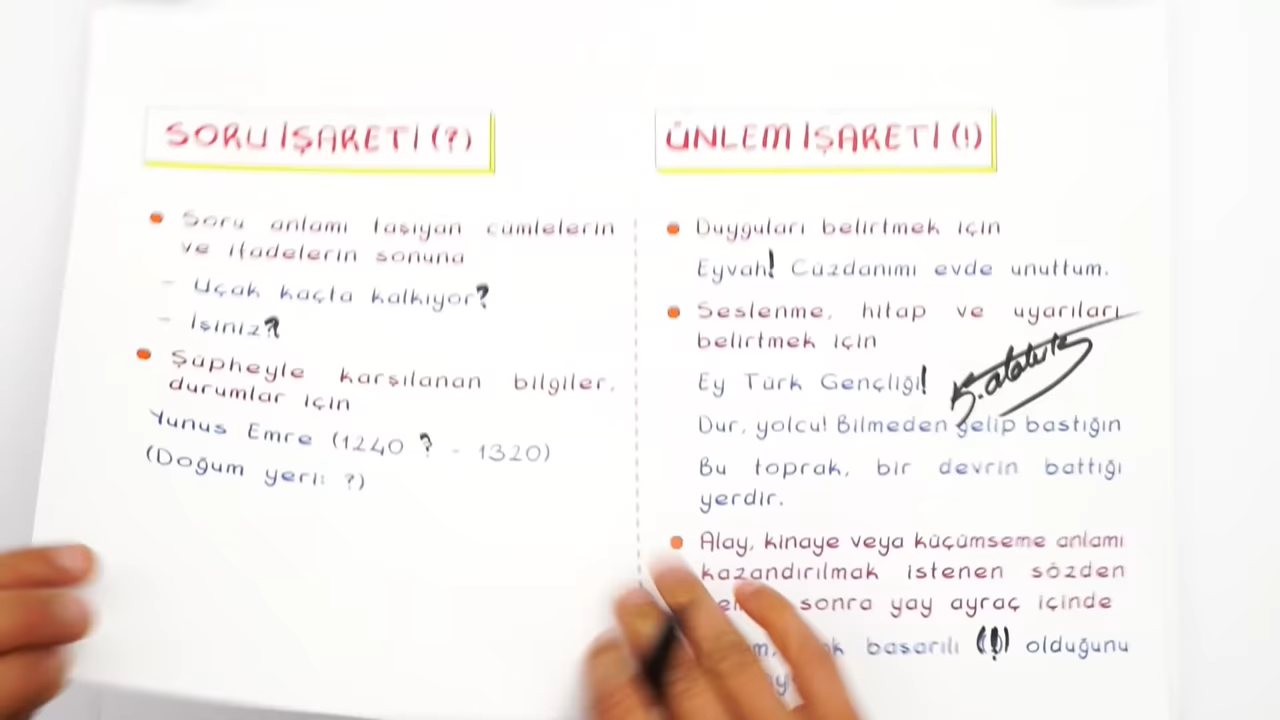 SORU İŞARETİ (?)
Soru anlamı taşıyan cümlelerin
ve ifadelerin sonuna
- Uçak kaçta kalkıyor?
- İsiniz?
Şüpheyle karşılanan bilgiler,
durumlar için
Yunus Emre (1240 ? - 1320)
(Doğum yeri: ?)
ÜNLEM İŞARETİ (!)
Duyguları belirtmek için
Eyvah! Cüzdanımı evde unuttum.
Seslenme, hitap ve uyarıları
belirtmek için
Ey Türk Gençliği!
K. Atatürk
Dur, yolcu! Bilmeden gelip bastığın
Bu toprak, bir devrin battığı
yerdir.
Alay, kinaye veya küçümseme anlamı
kazandırılmak istenen sözden
sonra yay ayraç içinde
başarılı (!) olduğunu